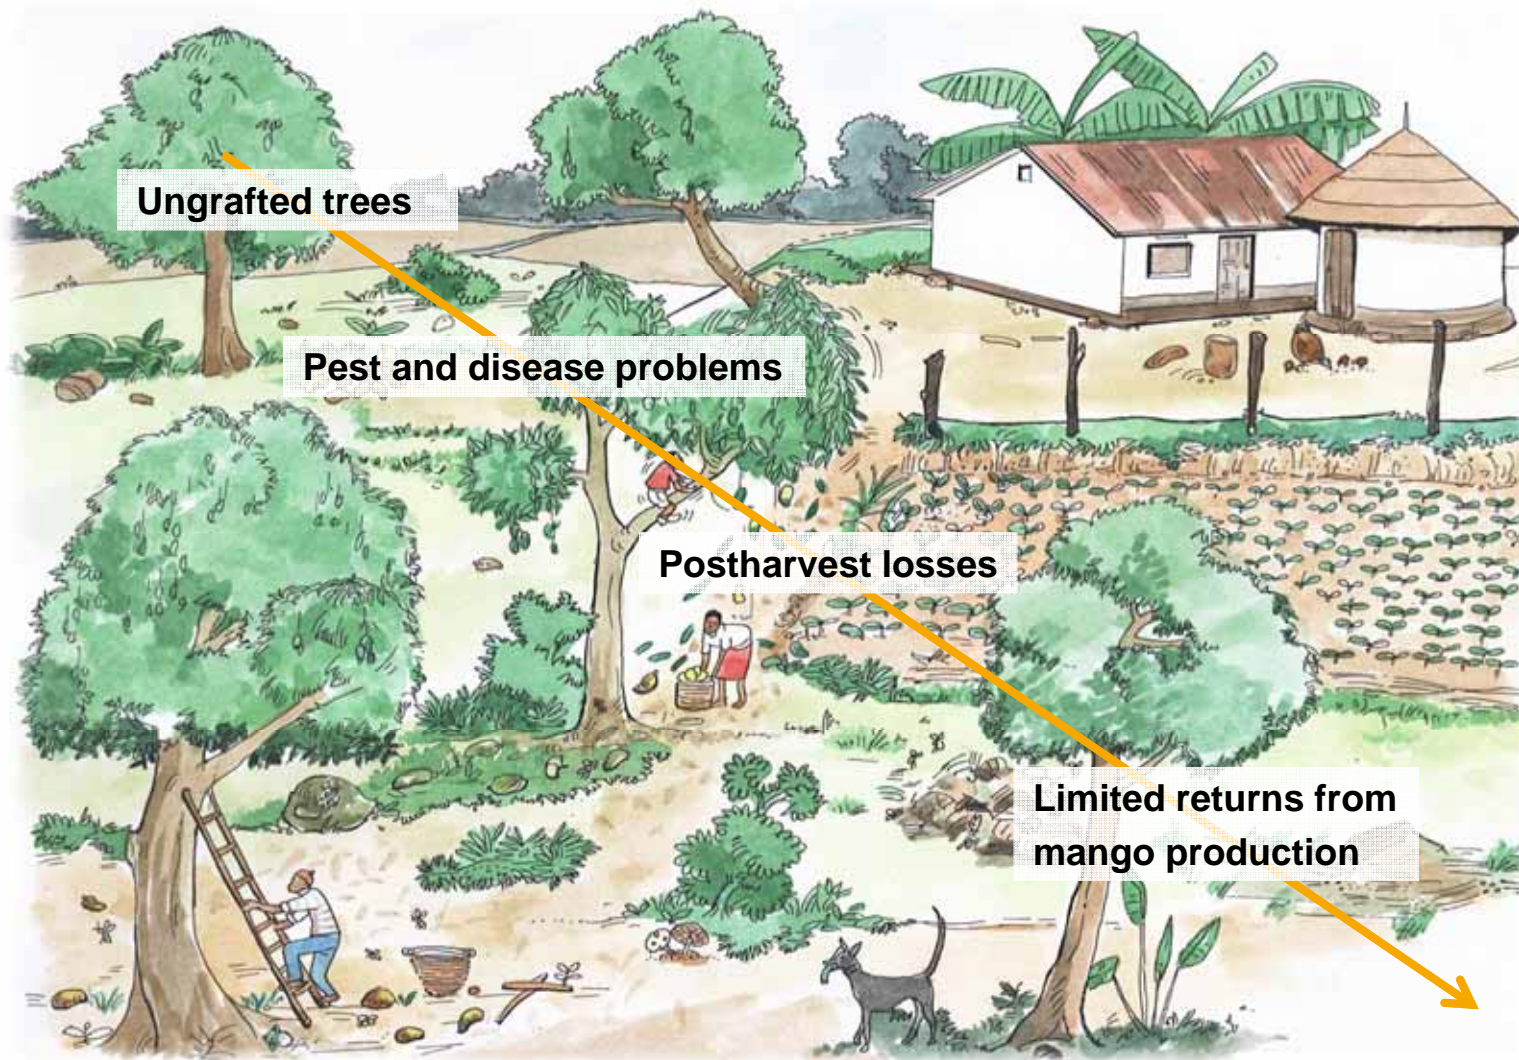 Ungrafted trees
Pest and disease problems
Postharvest losses
Limited returns from
mango production